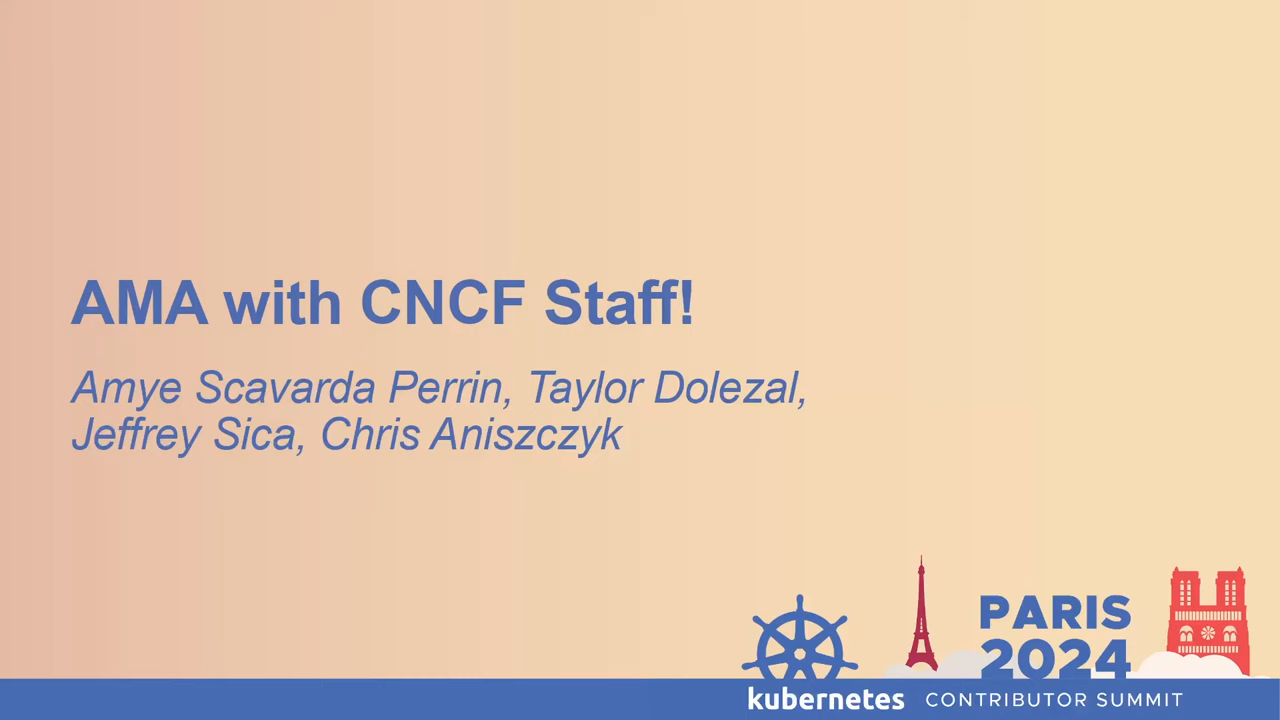 AMA with CNCF Staff!
Amye Scavarda Perrin, Taylor Dolezal,
Jeffrey Sica, Chris Aniszczyk
PARIS
2024
kubernetes CONTRIBUTOR SUMMIT